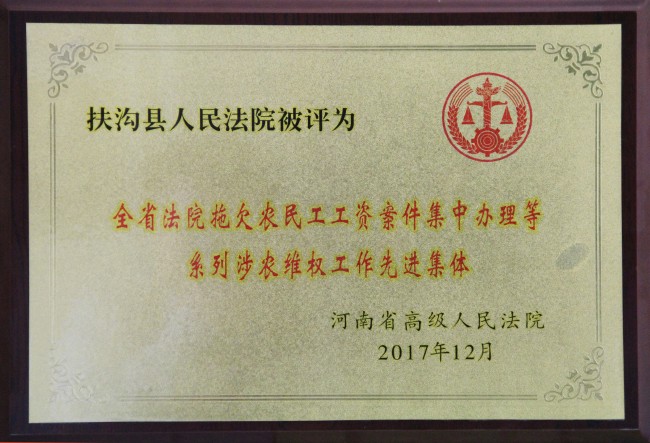 扶沟县人民法院被评为
全省法院拖欠农民工工资案件集中办理等
系列涉农维权工作先进集体
河南省高级人民法院
2017年12月